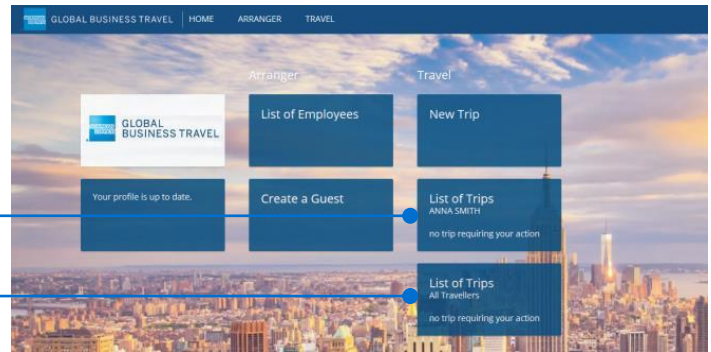 GLOBAL BUSINESS TRAVEL HOME ARRANGER TRAVEL
Arranger Travel
GLOBAL
BUSINESS TRAVEL
List of Employees
New Trip
Your profile is up to date.
Create a Guest
List of Trips
ANNA SMITH
no trip requiring your action
List of Trips
All Travellers
no trip requiring your action